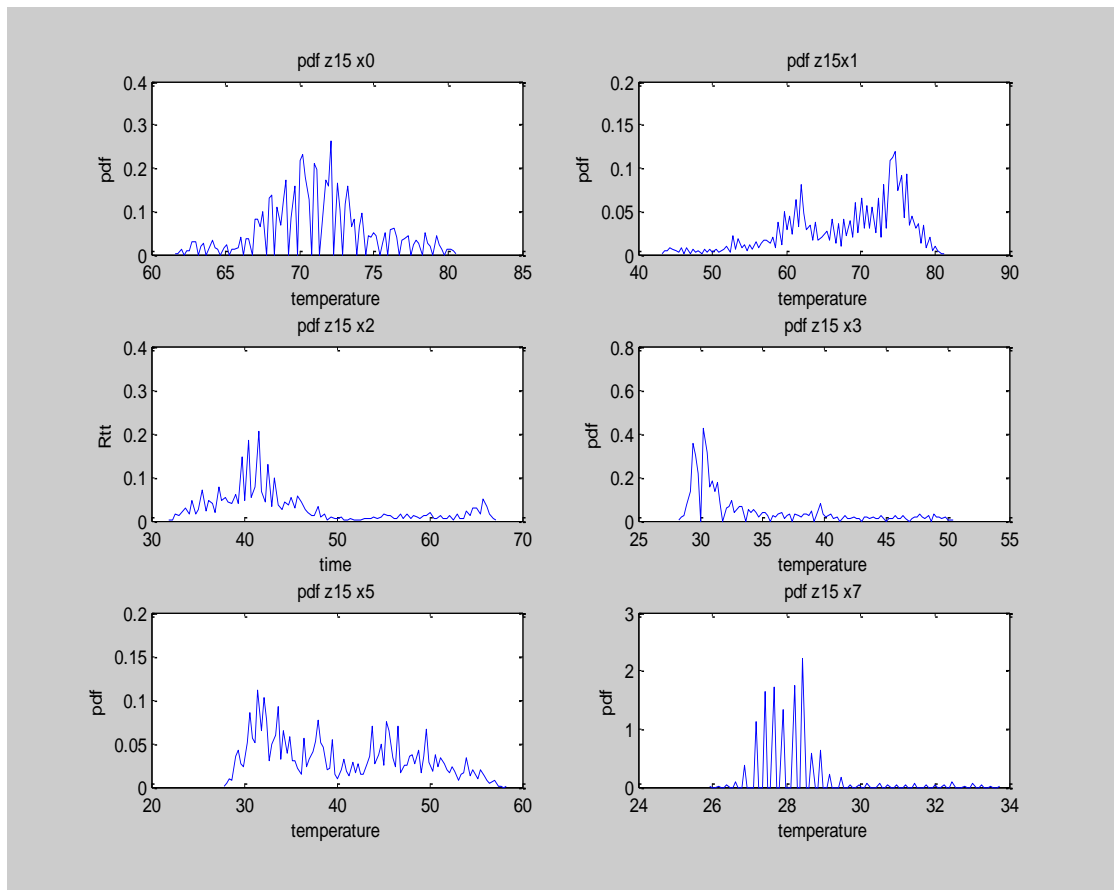 pdf z15 x0
0.4
0.3
0.2
0.1
0
pdf
60 65 70 75 80 85
temperature
pdf z15x1
0.2
0.15
0.1
0.05
0
pdf
40 50 60 70 80 90
temperature
pdf z15 x2
0.4
0.3
0.2
0.1
0
Rtt
30 40 50 60 70
time
pdf z15 x3
0.8
0.6
0.4
0.2
0
pdf
25 30 35 40 45 50 55
temperature
pdf z15 x5
0.2
0.15
0.1
0.05
0
pdf
20 30 40 50 60
temperature
pdf z15 x7
3
2
1
0
pdf
24 26 28 30 32 34
temperature